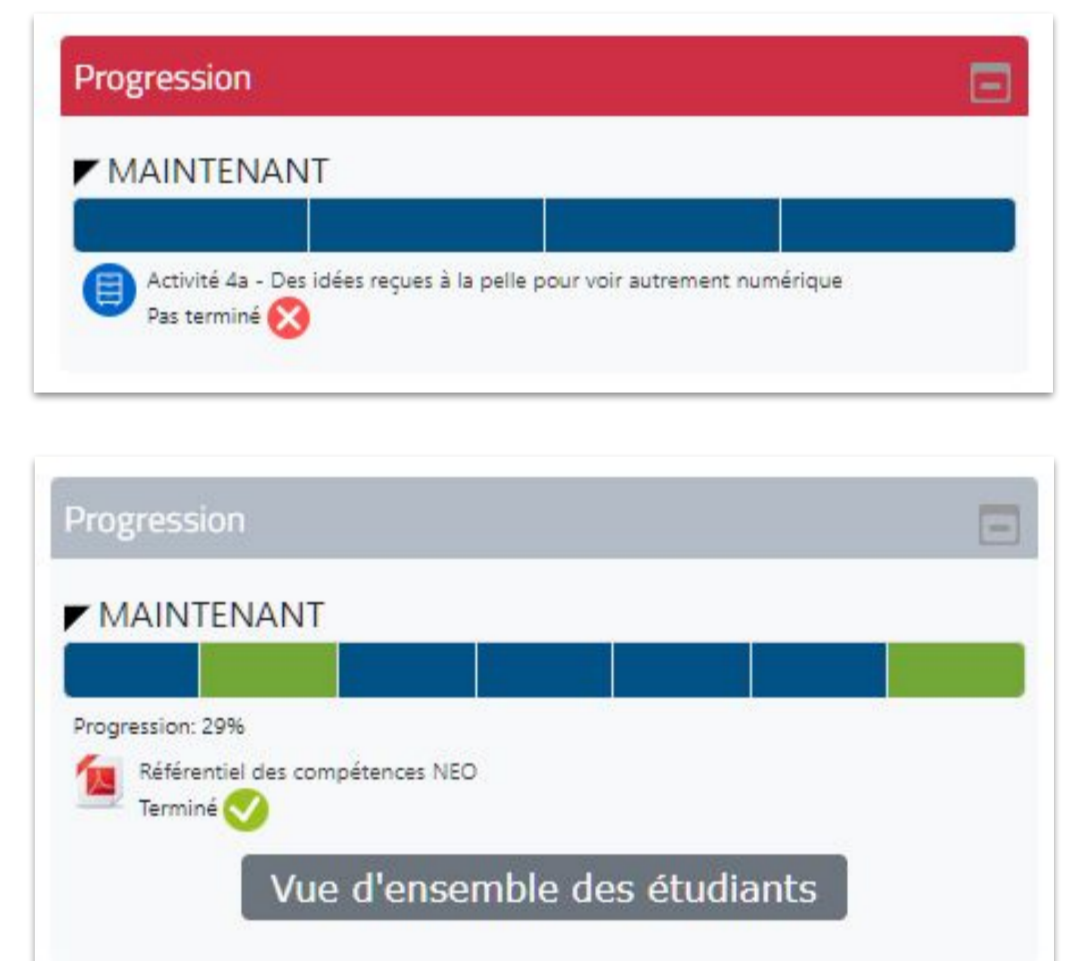 Progression
MAINTENANT
Activité 4a - Des idées reçues à la pelle pour voir autrement numérique
Pas terminé
Progression
MAINTENANT
Progression: 29%
Référentiel des compétences NEO
Terminé
Vue d'ensemble des étudiants